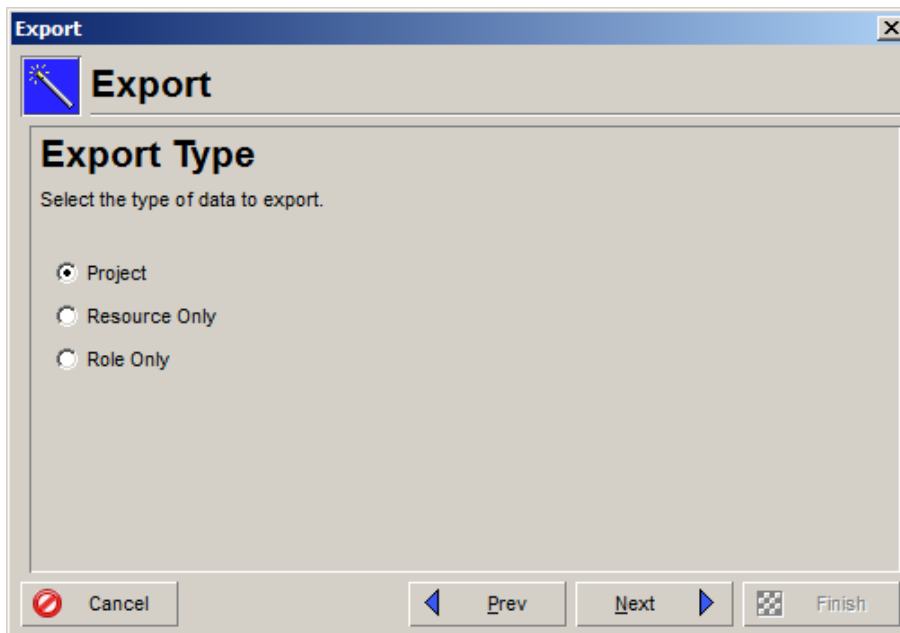 Export
Export
Export Type
Select the type of data to export.
Project
Resource Only
Role Only
Cancel
Prev
Next
Finish